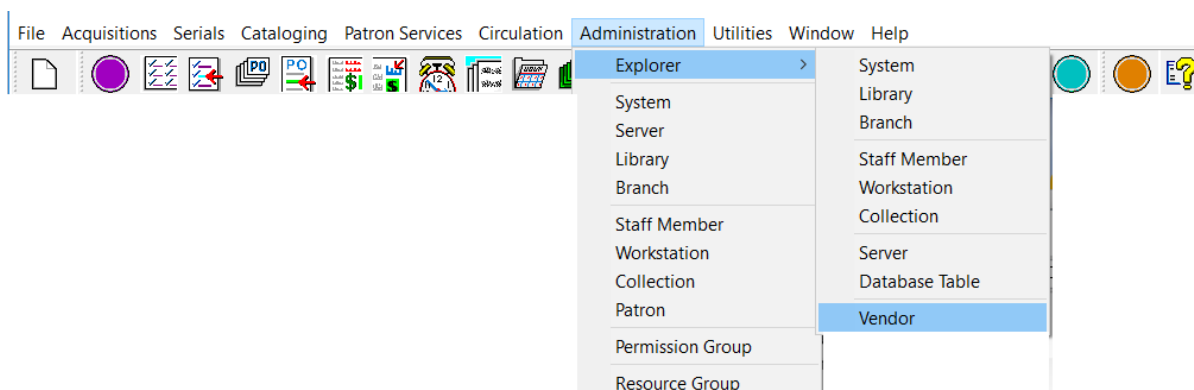 File Acquisitions Serials Cataloging Patron Services Circulation Administration Utilities Window Help
PO PO $ $ 12
Explorer >
System
Server
Library
Branch
Staff Member
Workstation
Collection
Patron
Permission Group
Resource Group
System
Library
Branch
Staff Member
Workstation
Collection
Server
Database Table
Vendor